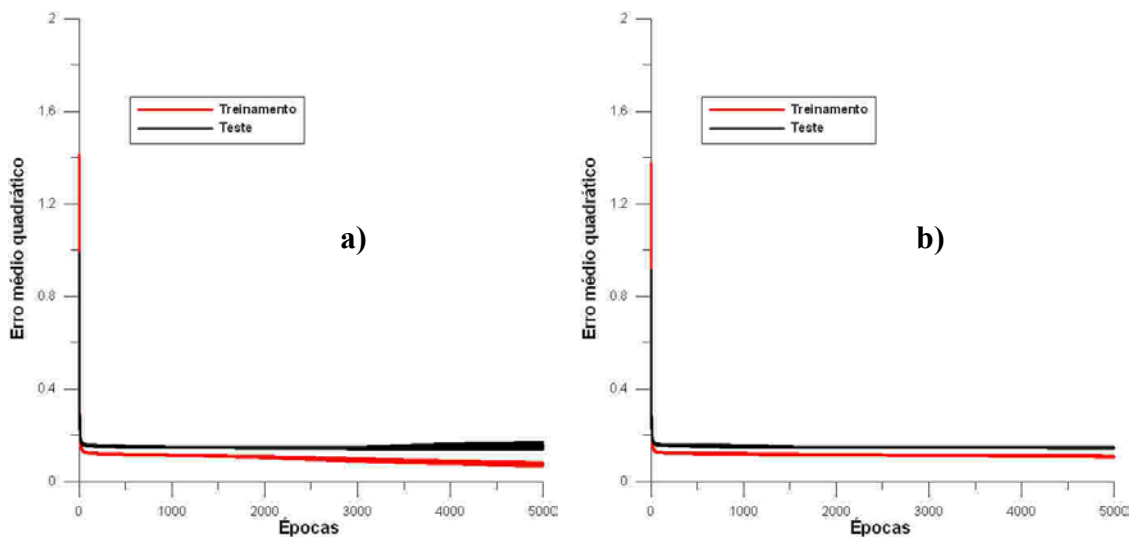 2
1.6
1.2
0.8
0.4
0
Erro médio quadrático
Treinamento
Teste
a)
0
1000
2000
3000
4000
5000
Épocas
2
1.6
1.2
0.8
0.4
0
Erro médio quadrático
Treinamento
Teste
b)
0
1000
2000
3000
4000
5000
Épocas